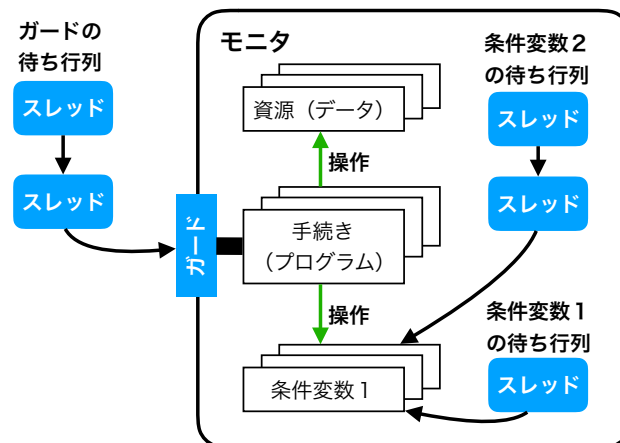 ガードの
待ち行列
スレッド
スレッド
モニタ
資源（データ）
操作
ガード
手続き
（プログラム）
操作
条件変数１
条件変数２
の待ち行列
スレッド
スレッド
条件変数１
の待ち行列
スレッド